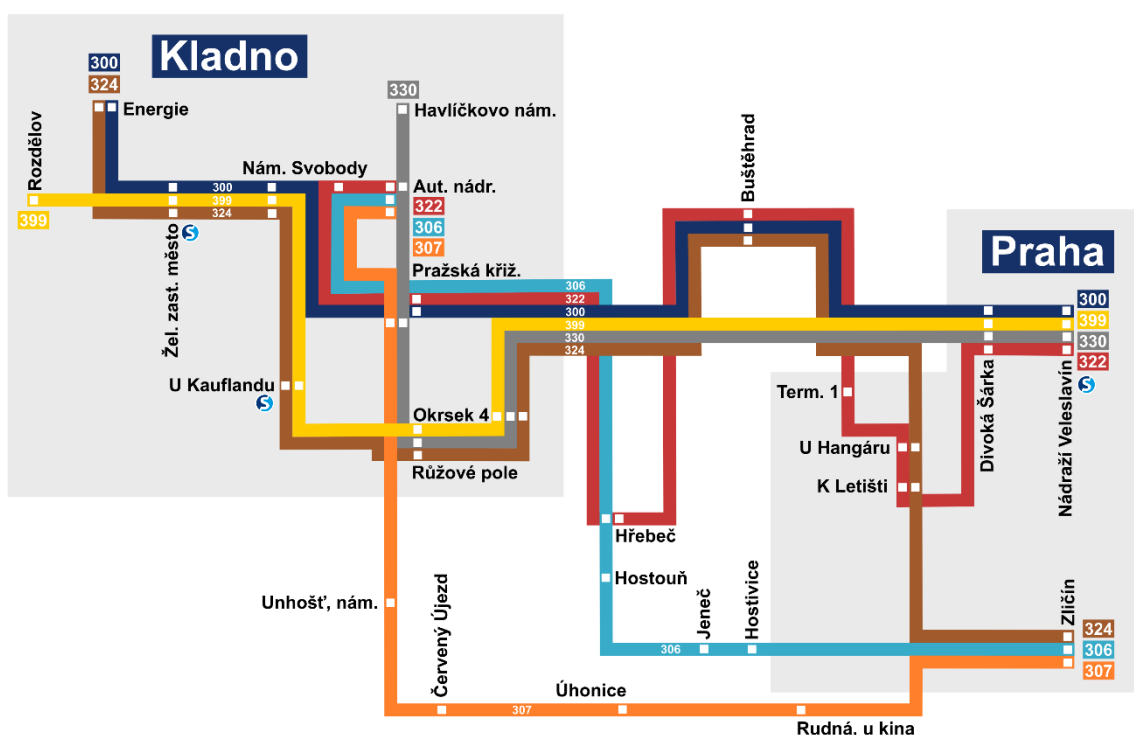 Kladno
300
324
330
Energie
Havlíčkovo nám.
Rozdělov
Buštěhrad
Nám. Svobody
300
399
324
Aut. nádr.
322
306
307
399
Žel. zast. město
S
Praha
Pražská křiž.
306
322
300
399
330
324
300
399
330
322
S
U Kauflandu
S
Okrsek 4
Růžové pole
Term. 1
U Hangáru
K Letišti
Divoká Šárka
Nádraží Veleslavín
Hřebeč
Hostouň
Unhošť, nám.
Červený Újezd
Jeneč
Hostivice
Zličín
306
324
306
307
Úhonice
307
Rudná, u kina